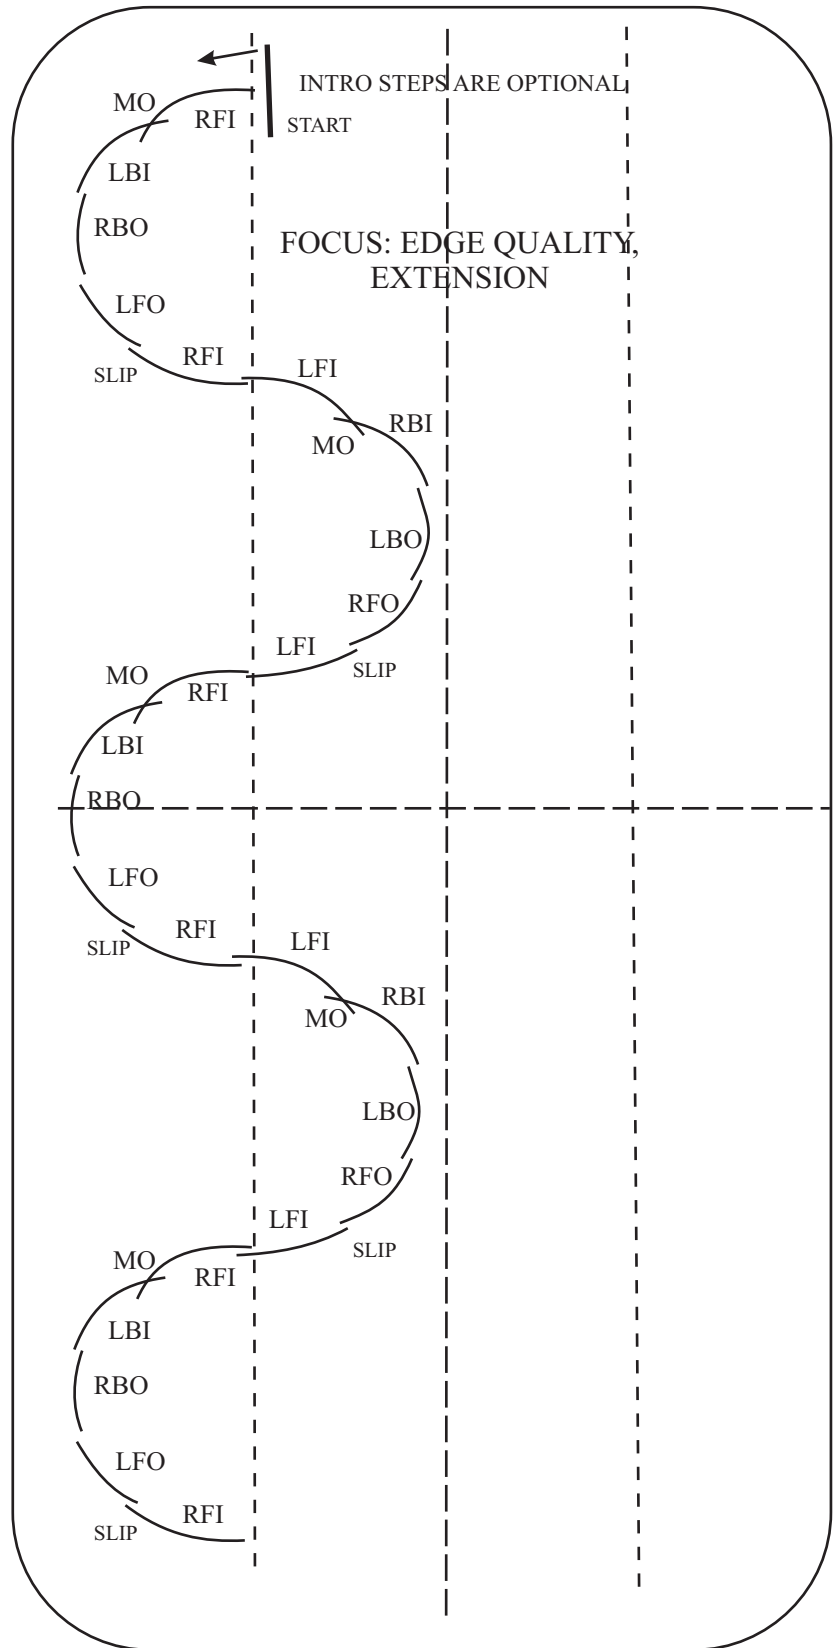 INTRO STEPS ARE OPTIONAL
MO
RFI
START
LBI
RBO
FOCUS: EDGE QUALITY,
EXTENSION
LFO
RFI
LFI
SLIP
RBI
MO
LBO
RFO
LFI
SLIP
MO
RFI
LBI
RBO
LFO
RFI
LFI
SLIP
RBI
MO
LBO
RFO
LFI
SLIP
MO
RFI
LBI
RBO
LFO
RFI
SLIP